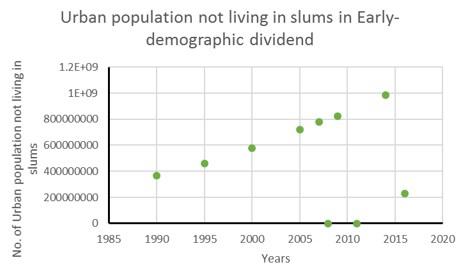 Urban population not living in slums in Early-
demographic dividend
No. of Urban population not living in
slums
1.2E+09
1E+09
800000000
600000000
400000000
200000000
0
1985 1990 1995 2000 2005 2010 2015 2020
Years